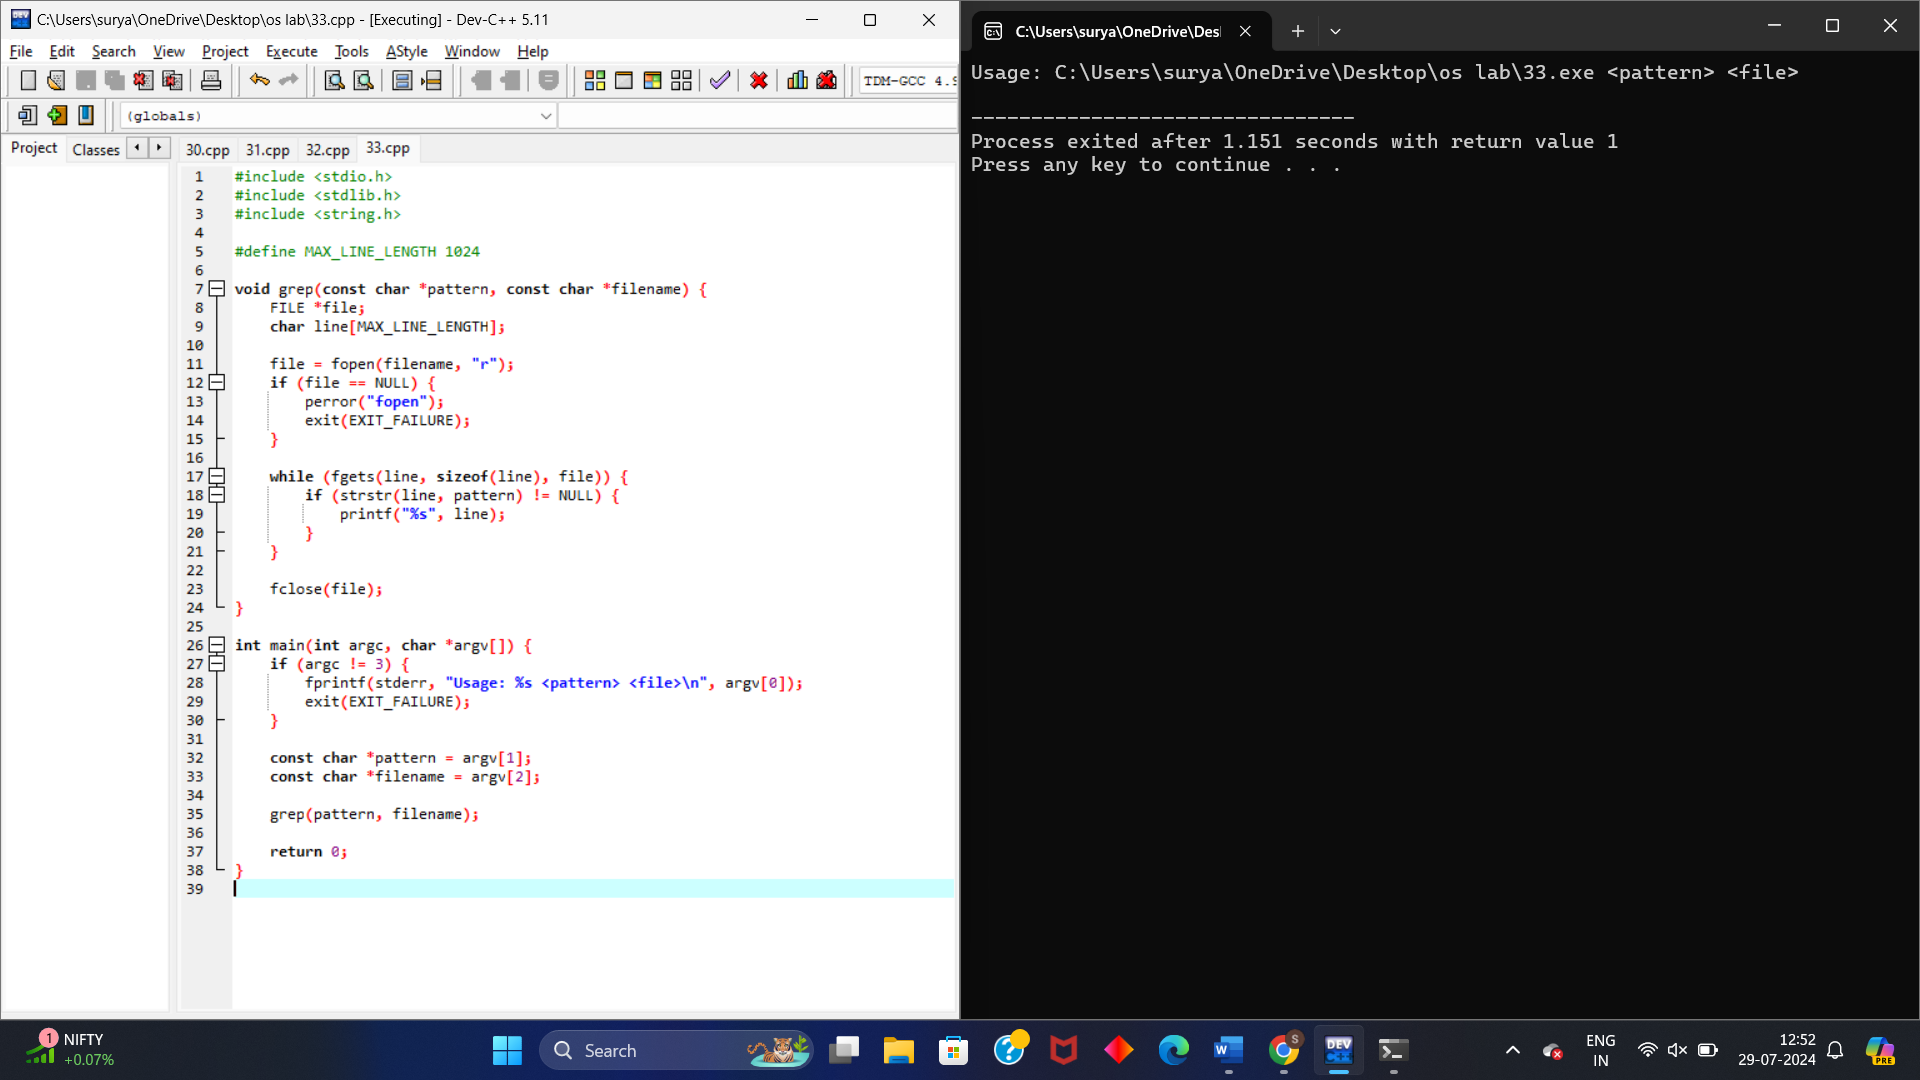 C:\Users\surya\OneDrive\Desktop\os lab\33.cpp - [Executing] - Dev-C++ 5.11
File Edit Search View Project Execute Tools AStyle Window Help
TDM-GCC 4.9
(globals)
Project Classes 30.cpp 31.cpp 32.cpp 33.cpp
1 #include <stdio.h>
2 #include <stdlib.h>
3 #include <string.h>
4
5 #define MAX_LINE_LENGTH 1024
6
7 void grep(const char *pattern, const char *filename) {
8     FILE *file;
9     char line[MAX_LINE_LENGTH];
10
11     file = fopen(filename, "r");
12     if (file == NULL) {
13         perror("fopen");
14         exit(EXIT_FAILURE);
15     }
16
17     while (fgets(line, sizeof(line), file)) {
18         if (strstr(line, pattern) != NULL) {
19             printf("%s", line);
20         }
21     }
22
23     fclose(file);
24 }
25
26 int main(int argc, char *argv[]) {
27     if (argc != 3) {
28         fprintf(stderr, "Usage: %s <pattern> <file>\n", argv[0]);
29         exit(EXIT_FAILURE);
30     }
31
32     const char *pattern = argv[1];
33     const char *filename = argv[2];
34
35     grep(pattern, filename);
36
37     return 0;
38 }
39
C:\Users\surya\OneDrive\Des
Usage: C:\Users\surya\OneDrive\Desktop\os lab\33.exe <pattern> <file>
--------------------------------
Process exited after 1.151 seconds with return value 1
Press any key to continue . . .
1
NIFTY
+0.07%
Search
DEV
C++
S
ENG
IN
12:52
29-07-2024
PRE